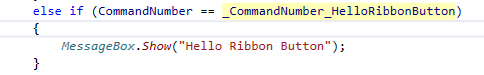 else if (CommandNumber == _CommandNumber_HelloRibbonButton)
{
MessageBox.Show("Hello Ribbon Button");
}